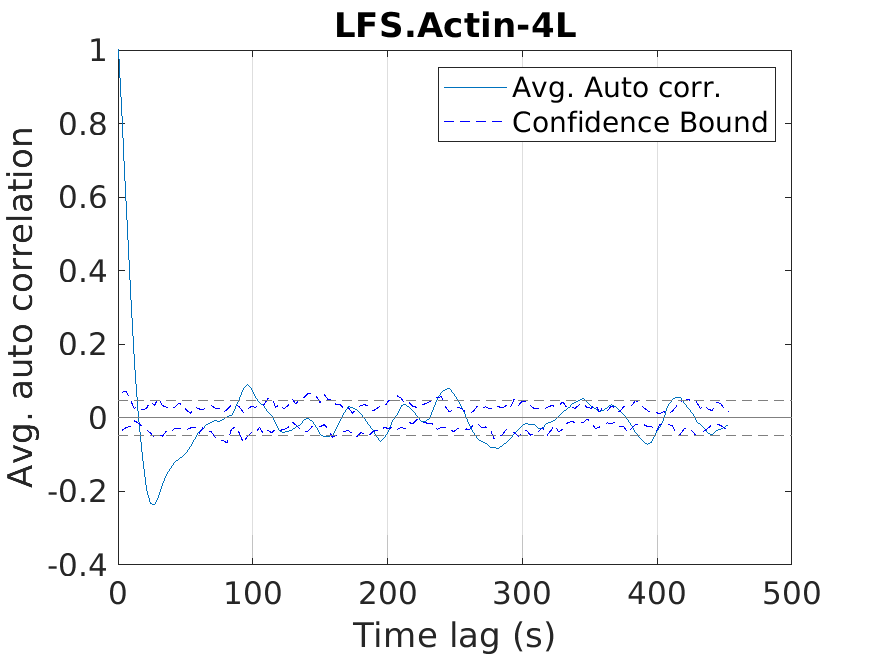 LFS.Actin-4L
Avg. Auto corr.
Confidence Bound
Avg. auto correlation
1
0.8
0.6
0.4
0.2
0
-0.2
-0.4
0 100 200 300 400 500
Time lag (s)